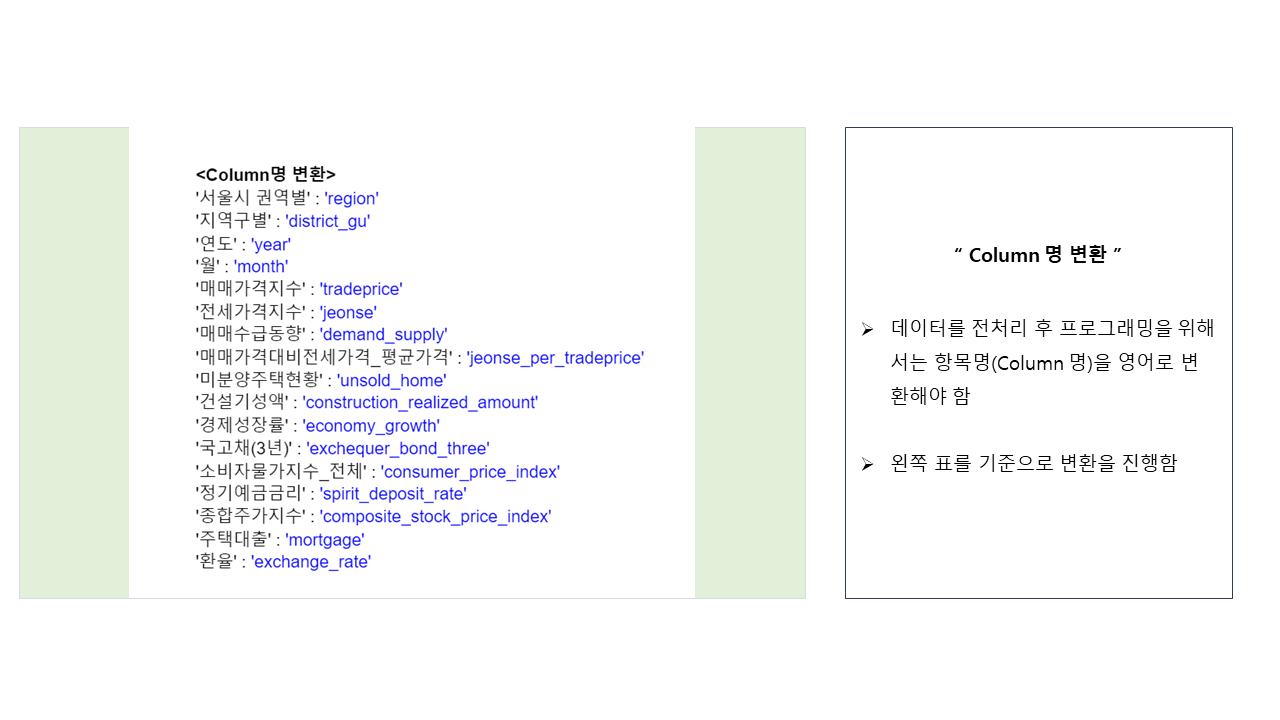 <Column명 변환>
'서울시 권역별' : 'region'
'지역구별' : 'district_gu'
'연도' : 'year'
'월' : 'month'
'매매가격지수' : 'tradeprice'
'전세가격지수' : 'jeonse'
'매매수급동향' : 'demand_supply'
'매매가격대비전세가격_평균가격' : 'jeonse_per_tradeprice'
'미분양주택현황' : 'unsold_home'
'건설기성액' : 'construction_realized_amount'
'경제성장률' : 'economy_growth'
'국고채(3년)' : 'exchequer_bond_three'
'소비자물가지수_전체' : 'consumer_price_index'
'정기예금금리' : 'spirit_deposit_rate'
'종합주가지수' : 'composite_stock_price_index'
'주택대출' : 'mortgage'
'환율' : 'exchange_rate'
“ Column 명 변환 ”
➢ 데이터를 전처리 후 프로그래밍을 위해
서는 항목명(Column 명)을 영어로 변
환해야 함
➢ 왼쪽 표를 기준으로 변환을 진행함